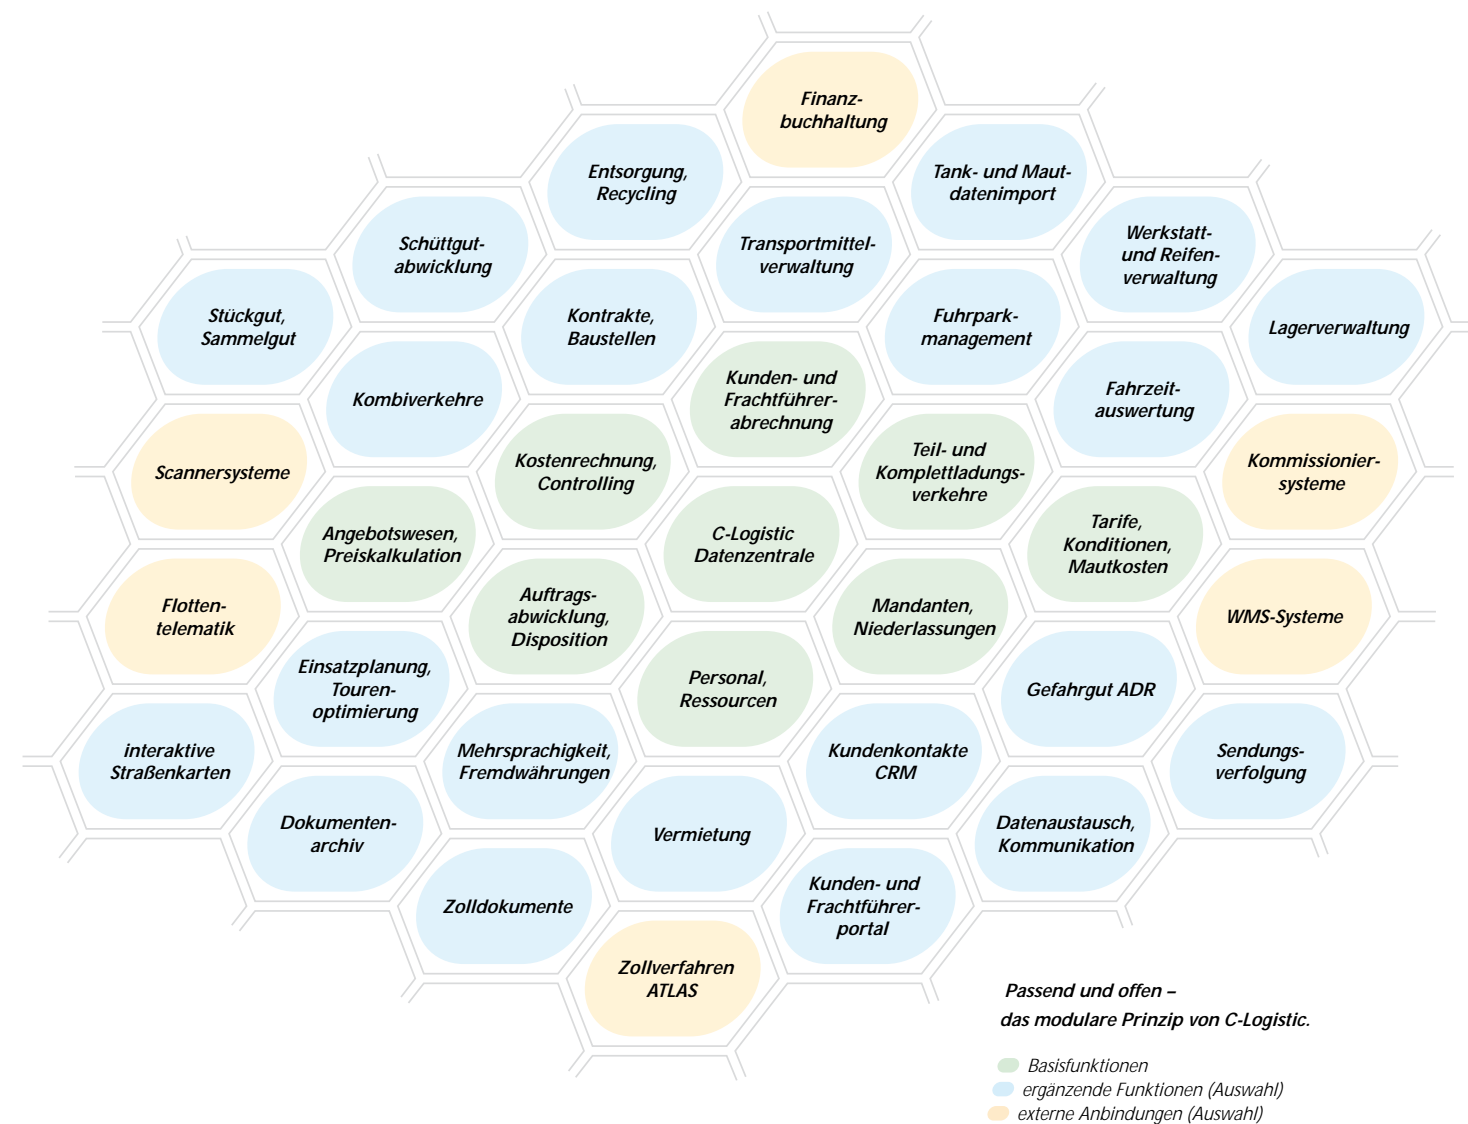 Finanz-
buchhaltung
Entsorgung,
Recycling
Tank- und Maut-
datenimport
Schüttgut-
abwicklung
Transportmittel-
verwaltung
Werkstatt-
und Reifen-
verwaltung
Stückgut,
Sammelgut
Kontrakte,
Baustellen
Fuhrpark-
management
Lagerverwaltung
Kombiverkehre
Kunden- und
Frachtführer-
abrechnung
Fahrzeit-
auswertung
Scannersysteme
Kostenrechnung,
Controlling
Teil- und
Komplettladungs-
verkehre
Kommissionier-
systeme
Angebotswesen,
Preiskalkulation
C-Logistic
Datenzentrale
Tarife,
Konditionen,
Mautkosten
Flotten-
telematik
Auftrags-
abwicklung,
Disposition
Mandanten,
Niederlassungen
WMS-Systeme
Einsatzplanung,
Touren-
optimierung
Personal,
Ressourcen
Gefahrgut ADR
interaktive
Straßenkarten
Mehrsprachigkeit,
Fremdwährungen
Kundenkontakte
CRM
Sendungs-
verfolgung
Dokumenten-
archiv
Vermietung
Datenaustausch,
Kommunikation
Zolldokumente
Kunden- und
Frachtführer-
portal
Zollverfahren
ATLAS
Passend und offen –
das modulare Prinzip von C-Logistic.
Basisfunktionen
ergänzende Funktionen (Auswahl)
externe Anbindungen (Auswahl)